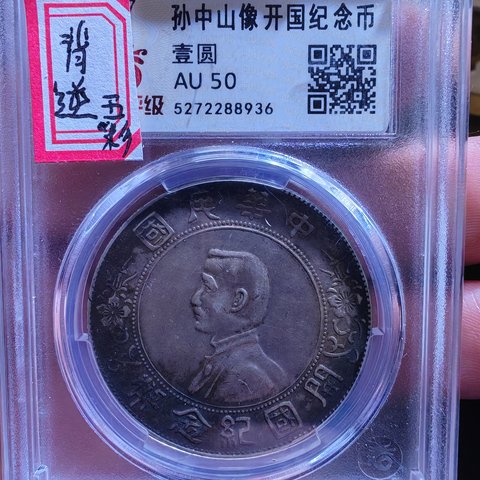 孙中山像 开国纪念币
壹圆
AU 50
评级 5272288936
背逆
五彩
中華民國
開國紀念幣